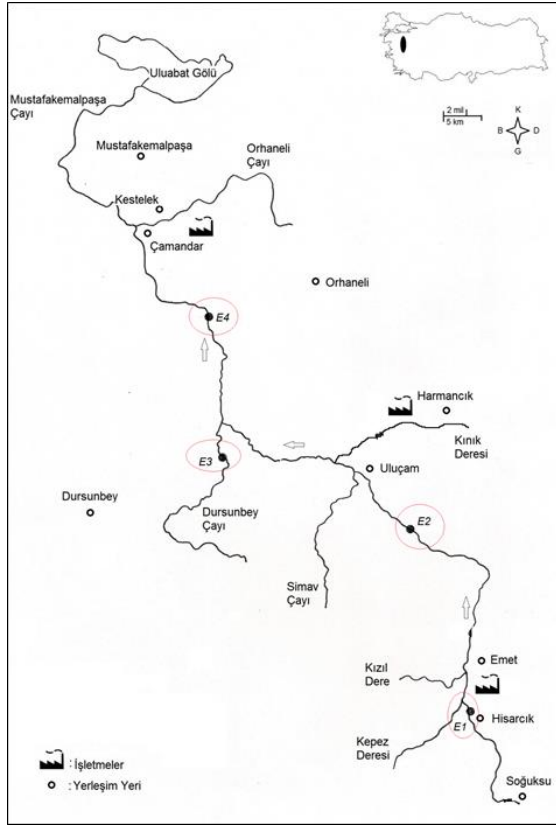 Uluabat Gölü
Mustafakemalpaşa
Çayı
2 mil
5 km
K
B
D
G
Mustafakemalpaşa
Orhaneli
Çayı
Kestelek
Çamandar
Orhaneli
E4
Harmancık
Kınık
Deresi
E3
Uluçam
Dursunbey
Dursunbey
Çayı
E2
Simav
Çayı
Emet
Kızıl
Dere
Hisarcık
E1
Kepez
Deresi
: İşletmeler
Soğuksu
: Yerleşim Yeri